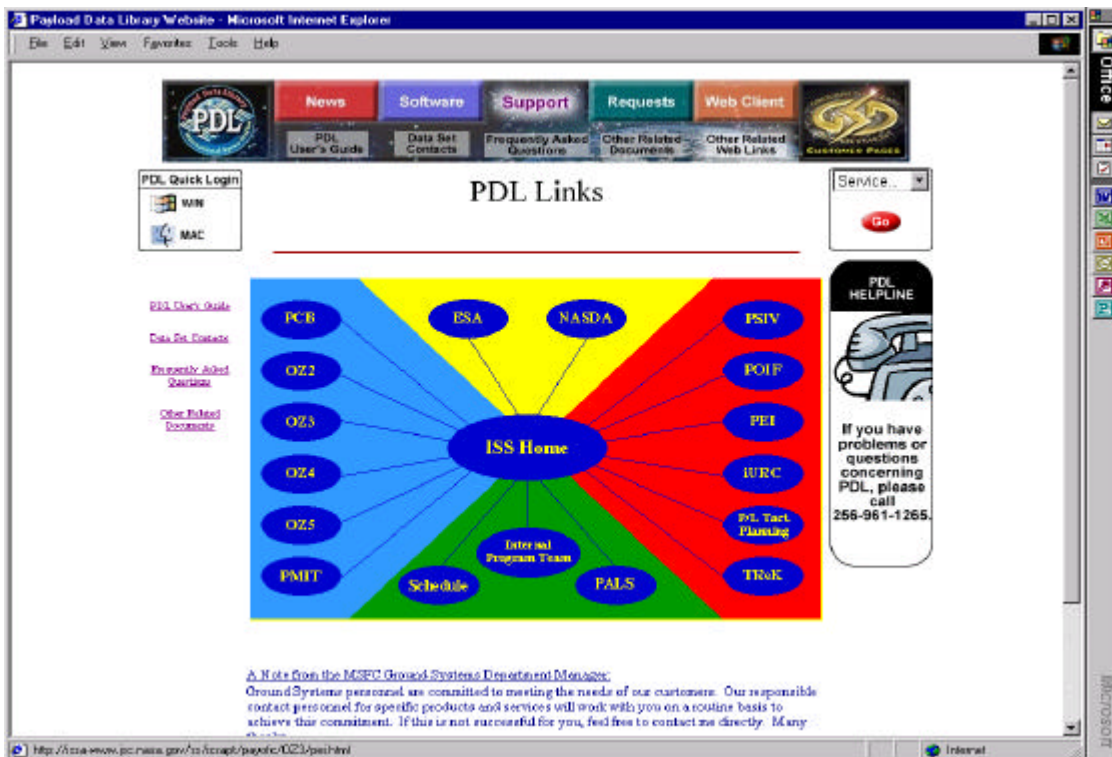 Payload Data Library Website - Microsoft Internet Explorer
File Edit View Favorites Tools Help
Office
PDL
News
Software
Support
Requests
Web Client
PDL
User's Guide
Data Set
Contacts
Frequently Asked
Questions
Other Related
Documents
Other Related
Web Links
GSD
CUSTOMER PAGES
PDL Quick Login
WIN
MAC
PDL Links
Service..
Go
PDL User's Guide
Data Set Contacts
Frequently Asked
Questions
Other Related
Documents
PCB
OZ2
OZ3
OZ4
OZ5
PMIT
ESA
NASDA
ISS Home
Internal
Program Team
Schedule
PALS
PSIV
POIF
PEI
iURC
P/L Tact.
Planning
TReK
PDL
HELPLINE
If you have
problems or
questions
concerning
PDL, please
call
256-961-1265.
A Note from the MSFC Ground Systems Department Manager:
Ground Systems personnel are committed to meeting the needs of our customers. Our responsible
contact personnel for specific products and services will work with you on a routine basis to
achieve this commitment. If this is not successful for you, feel free to contact me directly. Many
Internet
Microsoft